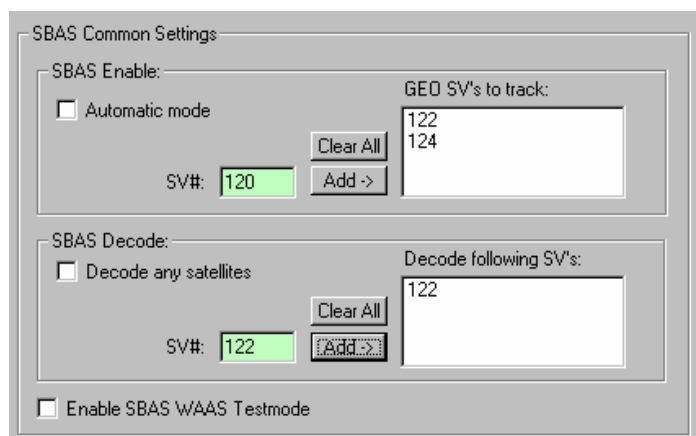 SBAS Common Settings
SBAS Enable:
Automatic mode
GEO SV's to track:
122
124
Clear All
SV#: 120 Add ->
SBAS Decode:
Decode any satellites
Decode following SV's:
122
Clear All
SV#: 122 Add ->
Enable SBAS WAAS Testmode